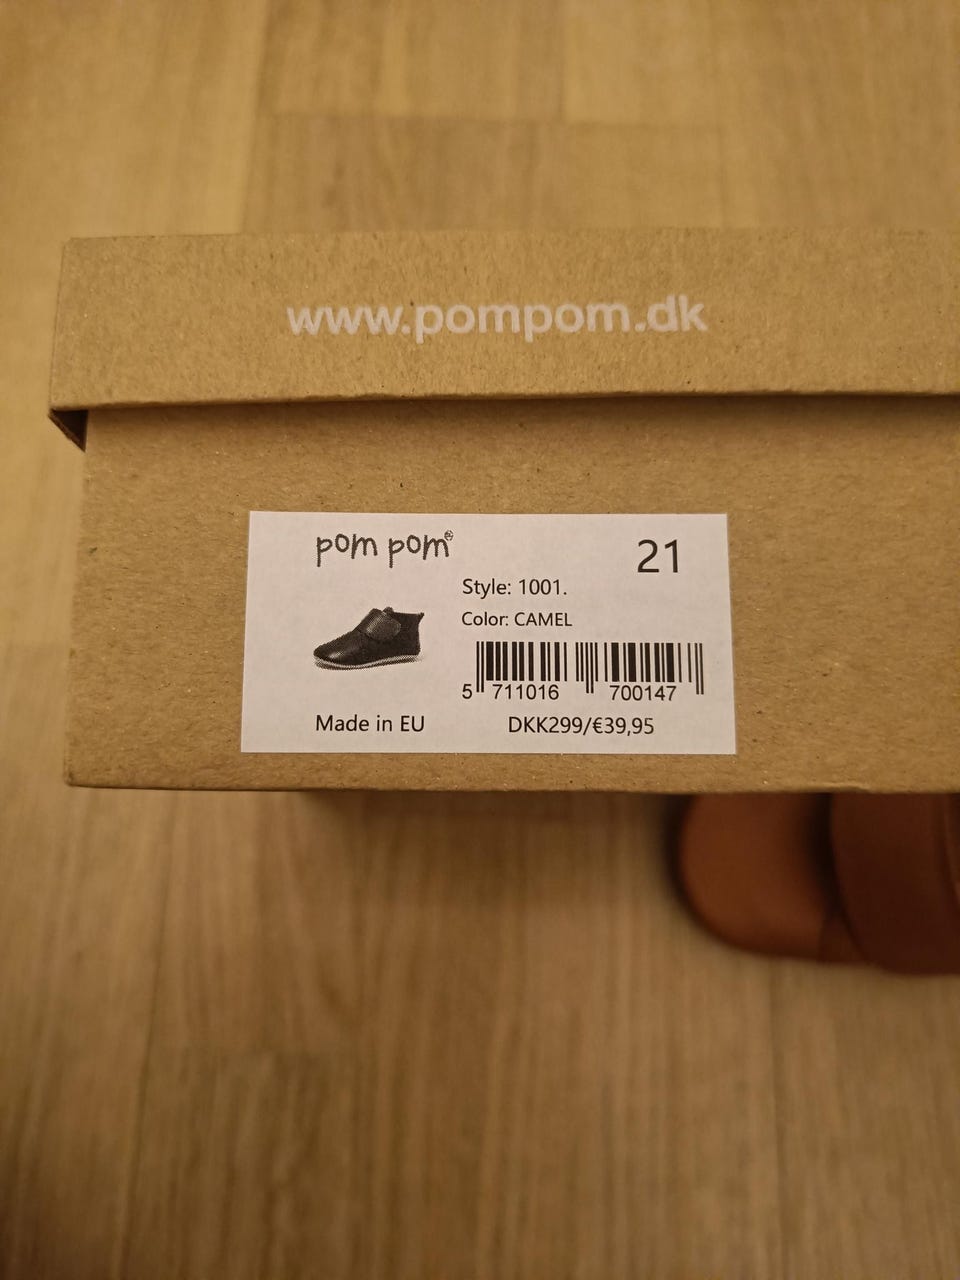 www.pompom.dk
pom pom®
21
Style: 1001.
Color: CAMEL
5 711016 700147
Made in EU
DKK299/€39,95